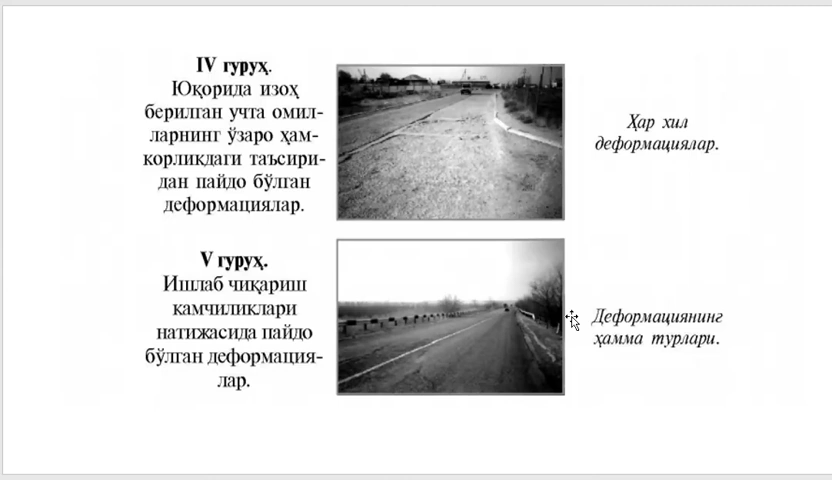 IV гуруҳ.
Юқорида изоҳ
берилган учта омил-
ларнинг ўзаро ҳам-
корликдаги таъсири-
дан пайдо бўлган
деформациялар.
Ҳар хил
деформациялар.
V гуруҳ.
Ишлаб чиқариш
камчиликлари
натижасида пайдо
бўлган деформация-
лар.
Деформациянинг
ҳамма турлари.